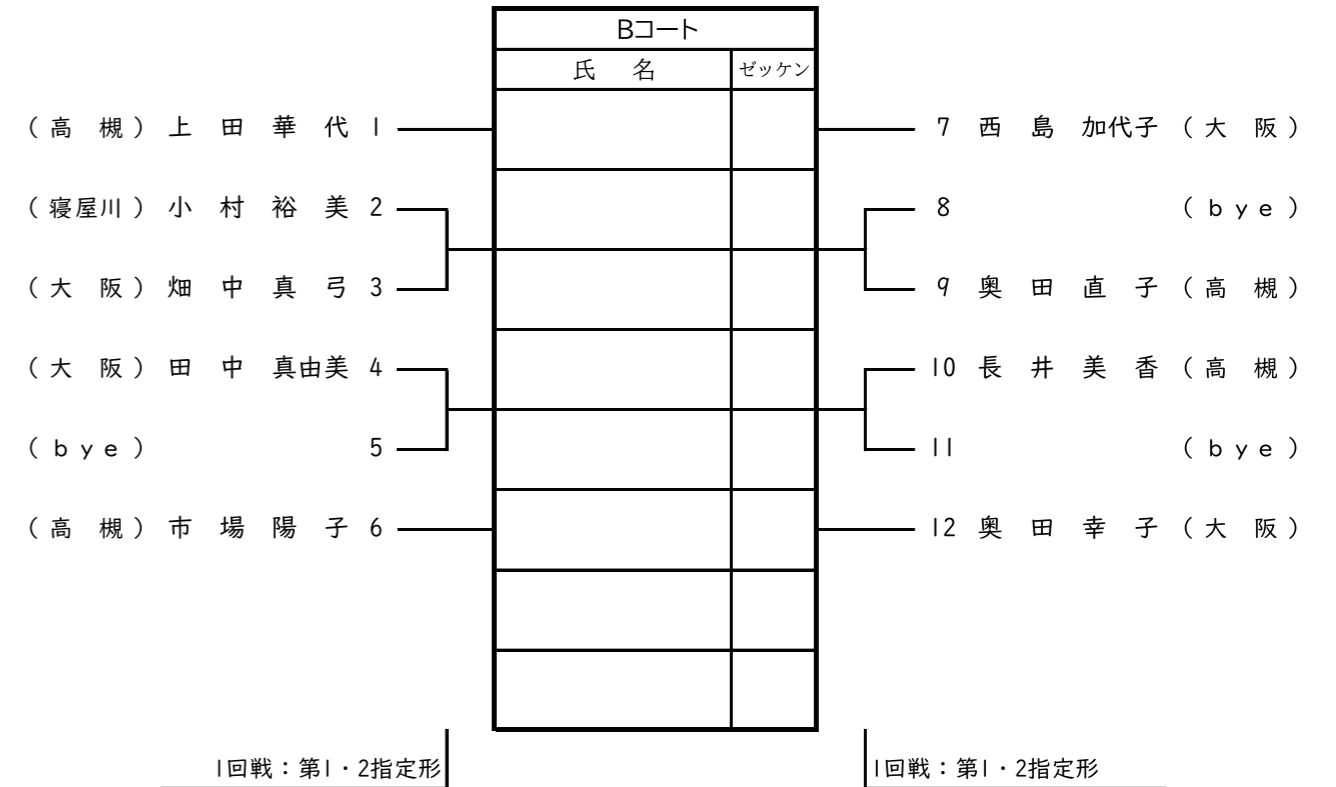 Bコート
氏 名 ゼッケン
(高 槻) 上 田 華 代 1 7 西 島 加代子 (大 阪)
(寝屋川) 小 村 裕 美 2 8 (bye)
(大 阪) 畑 中 真 弓 3 9 奥 田 直 子 (高 槻)
(大 阪) 田 中 真由美 4 10 長 井 美 香 (高 槻)
(bye) 5 11 (bye)
(高 槻) 市 場 陽 子 6 12 奥 田 幸 子 (大 阪)
1回戦:第1・2指定形 1回戦:第1・2指定形